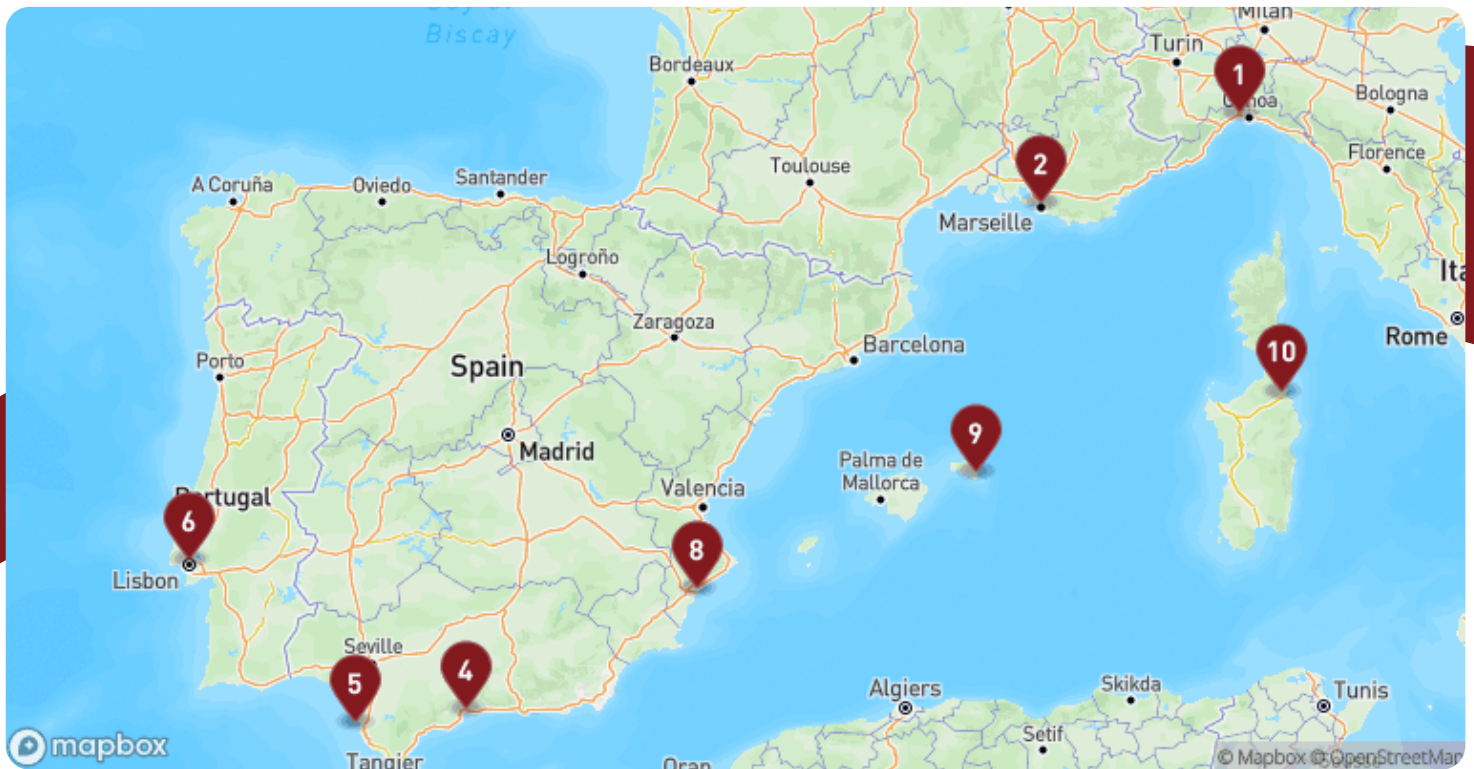 Biscay
Milan
Turin
1
Bordeaux
Bologna
2
Toulouse
Florence
A Coruña
Oviedo
Santander
Marseille
Logroño
Ita
Zaragoza
Rome
Barcelona
Porto
Spain
10
Madrid
9
Palma de
Mallorca
Valencia
Portugal
6
8
Lisbon
Seville
4
5
Algiers
Skikda
Tunis
Setif
mapbox
Tangier
© Mapbox © OpenStreetMap